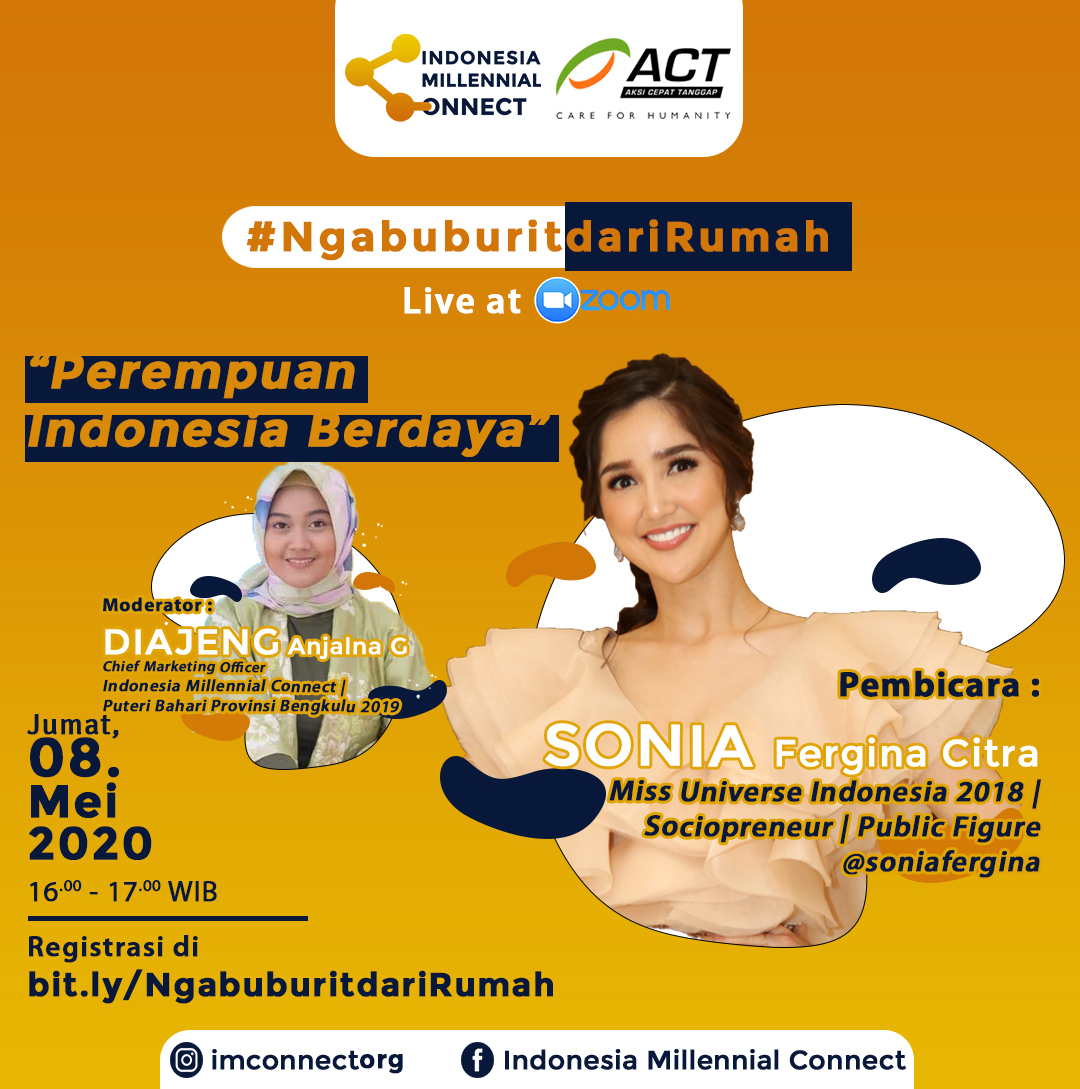 INDONESIA
MILLENNIAL
CONNECT
ACT
AKSI CEPAT TANGGAP
CARE FOR HUMANITY
#NgabuburitdariRumah
Live at zoom
“Perempuan
Indonesia Berdaya”
Moderator :
DIAJENG Anjalna G
Chief Marketing Officer
Indonesia Millennial Connect |
Puteri Bahari Provinsi Bengkulu 2019
Pembicara :
SONIA Fergina Citra
Miss Universe Indonesia 2018 |
Sociopreneur | Public Figure
@soniafergina
Jumat,
08.
Mei
2020
16.00 - 17.00 WIB
Registrasi di
bit.ly/NgabuburitdariRumah
imconnectorg
Indonesia Millennial Connect